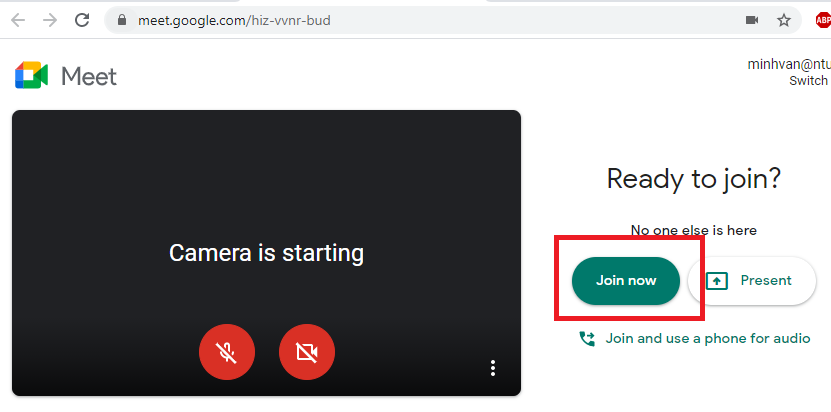 meet.google.com/hiz-vvnr-bud
ABP
Meet
minhvan@ntu
Switch
Ready to join?
No one else is here
Camera is starting
Join now
Present
Join and use a phone for audio